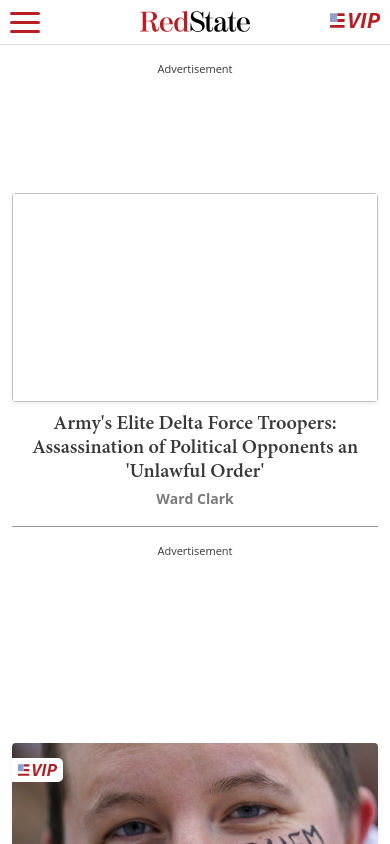 RedState
VIP
Advertisement
Army's Elite Delta Force Troopers:
Assassination of Political Opponents an
'Unlawful Order'
Ward Clark
Advertisement
VIP